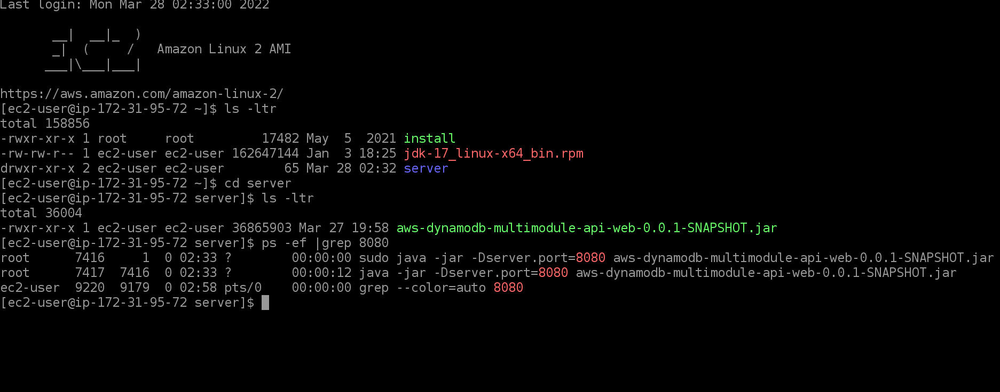 Last login: Mon Mar 28 02:33:00 2022

       __|  __|_  )
       _|  (     /   Amazon Linux 2 AMI
      ___|\___|___|

https://aws.amazon.com/amazon-linux-2/
[ec2-user@ip-172-31-95-72 ~]$ ls -ltr
total 158856
-rwxr-xr-x 1 root     root         17482 May  5  2021 install
-rw-rw-r-- 1 ec2-user ec2-user 162647144 Jan  3 18:25 jdk-17_linux-x64_bin.rpm
drwxr-xr-x 2 ec2-user ec2-user        65 Mar 28 02:32 server
[ec2-user@ip-172-31-95-72 ~]$ cd server
[ec2-user@ip-172-31-95-72 server]$ ls -ltr
total 36004
-rwxr-xr-x 1 ec2-user ec2-user 36865903 Mar 27 19:58 aws-dynamodb-multimodule-api-web-0.0.1-SNAPSHOT.jar
[ec2-user@ip-172-31-95-72 server]$ ps -ef |grep 8080
root      7416     1  0 02:33 ?        00:00:00 sudo java -jar -Dserver.port=8080 aws-dynamodb-multimodule-api-web-0.0.1-SNAPSHOT.jar
root      7417  7416  0 02:33 ?        00:00:12 java -jar -Dserver.port=8080 aws-dynamodb-multimodule-api-web-0.0.1-SNAPSHOT.jar
ec2-user  9220  9179  0 02:58 pts/0    00:00:00 grep --color=auto 8080
[ec2-user@ip-172-31-95-72 server]$